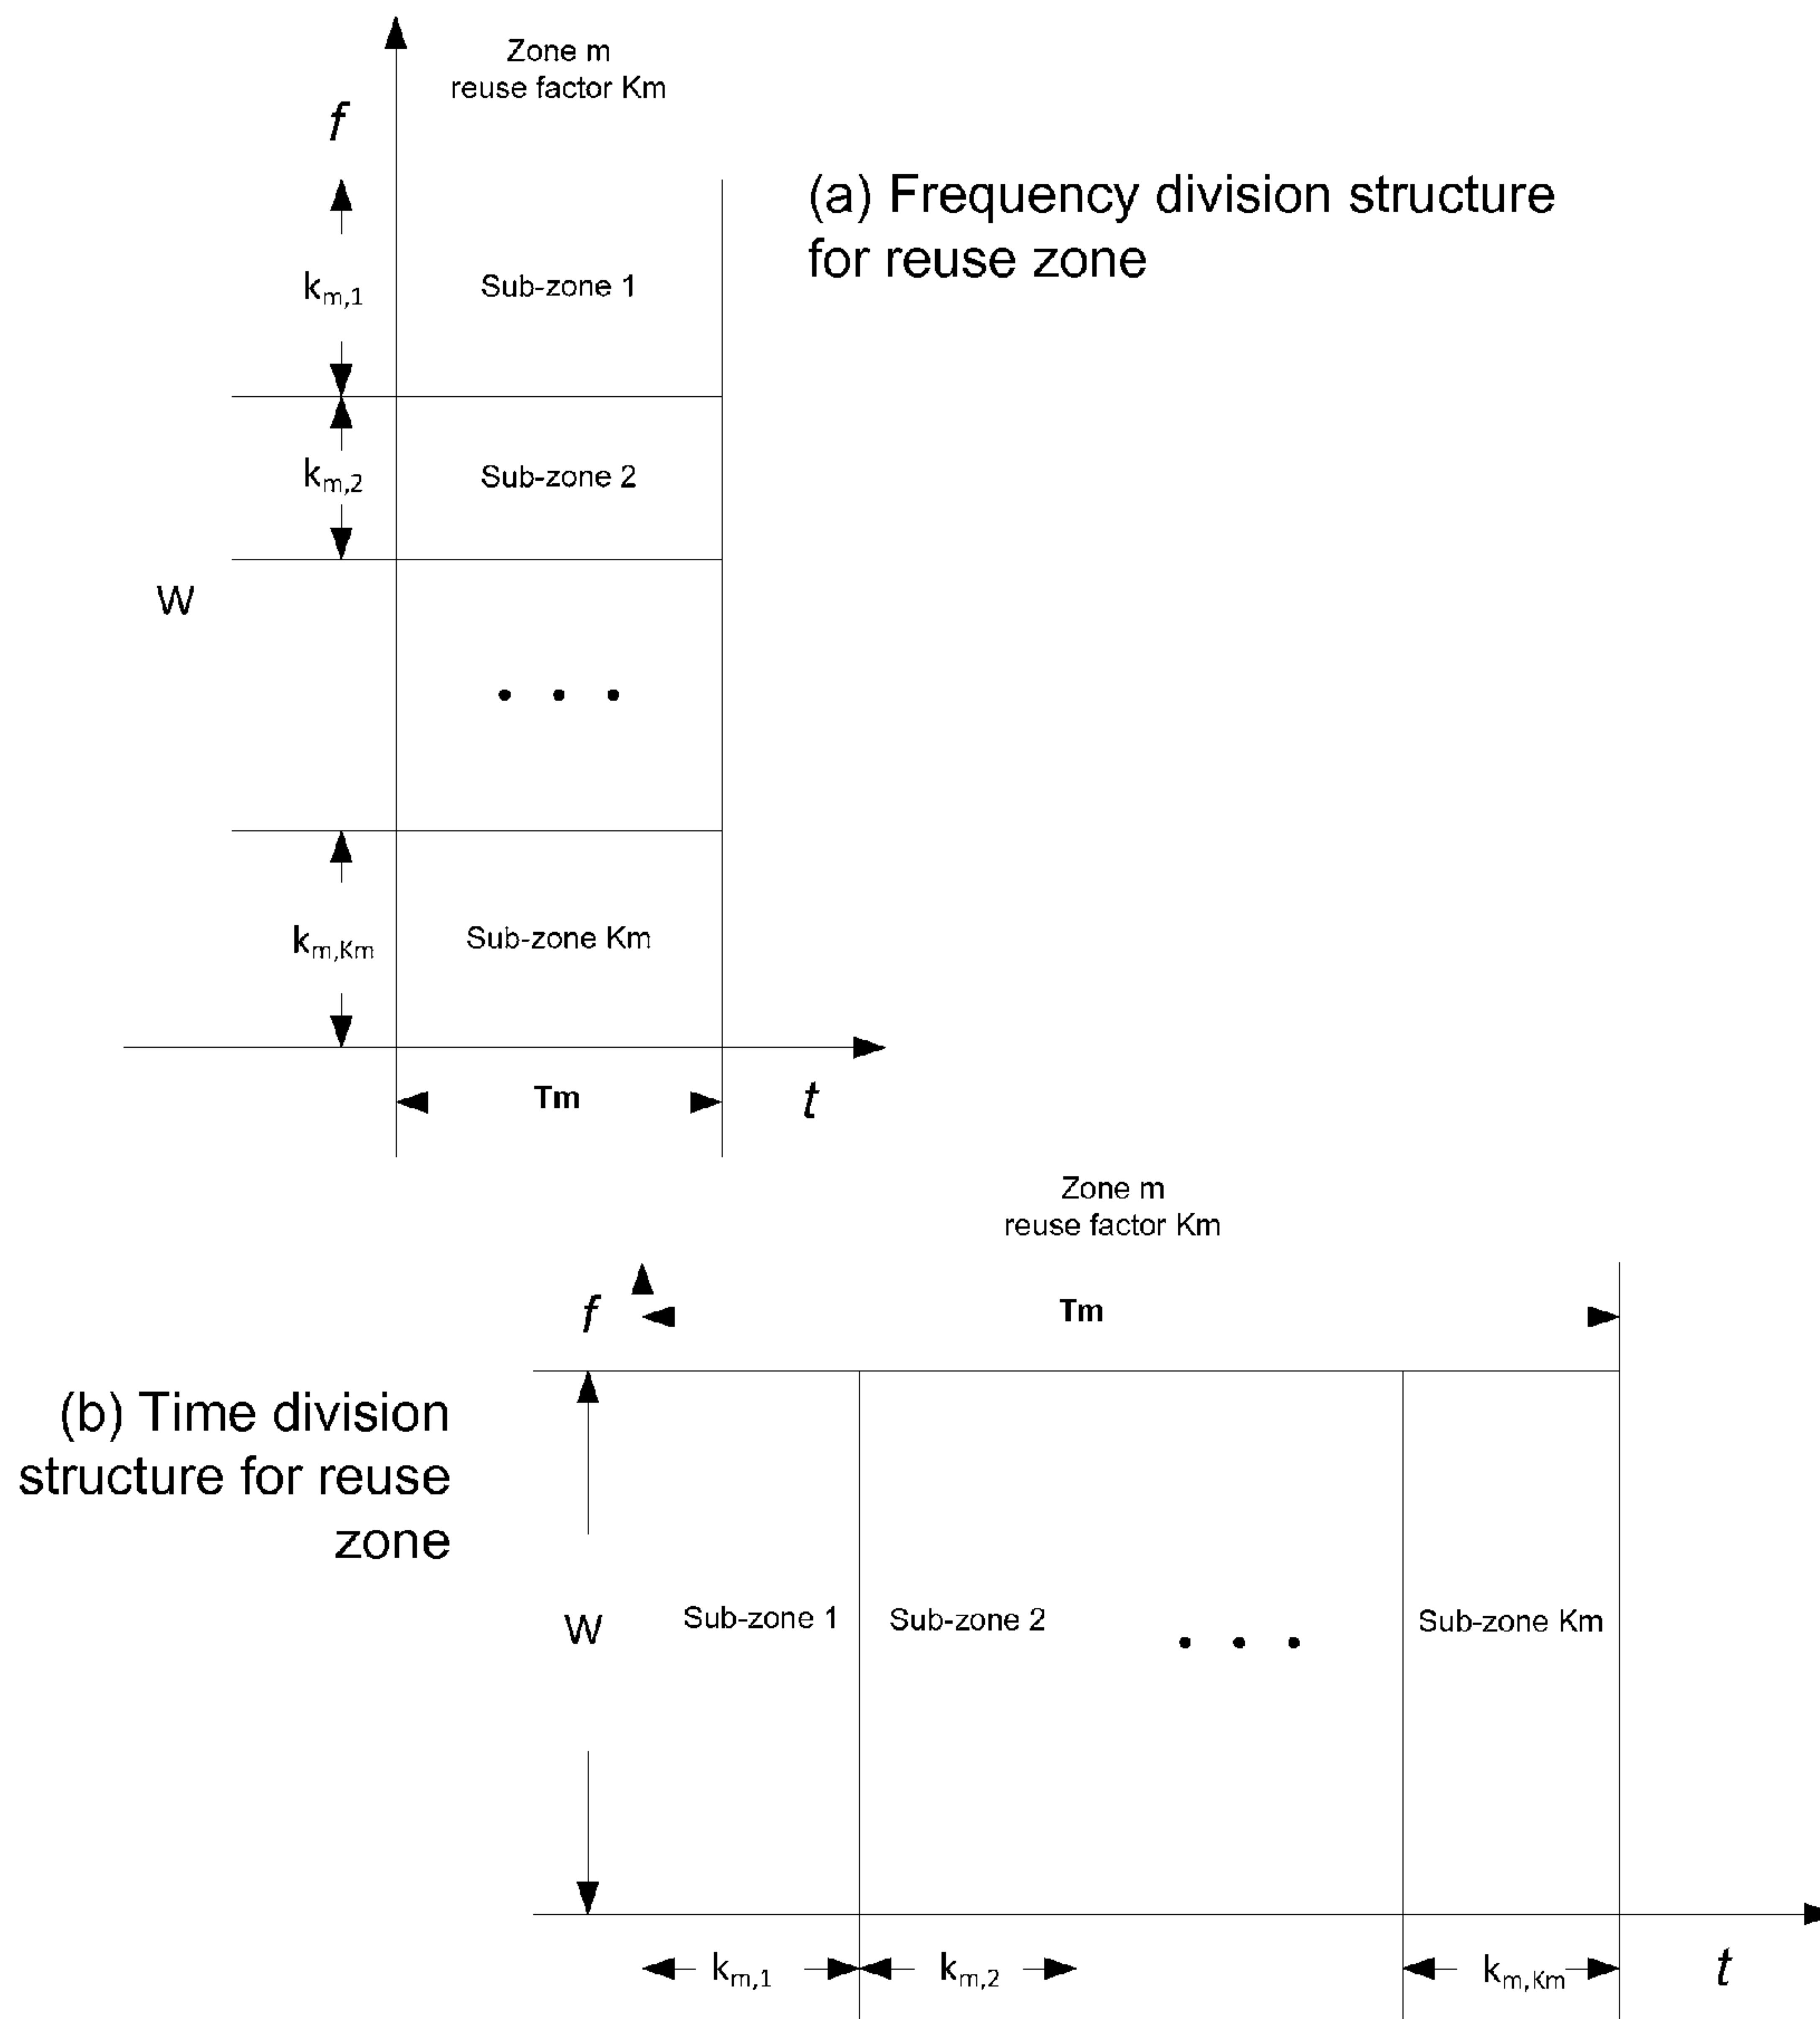 Zone m
reuse factor Km
f
(a) Frequency division structure
for reuse zone
km,1
Sub-zone 1
km,2
Sub-zone 2
W
. . .
km,Km
Sub-zone Km
Tm
t
Zone m
reuse factor Km
f
Tm
(b) Time division
structure for reuse
zone
W
Sub-zone 1
Sub-zone 2
. . .
Sub-zone Km
km,1
km,2
km,Km
t